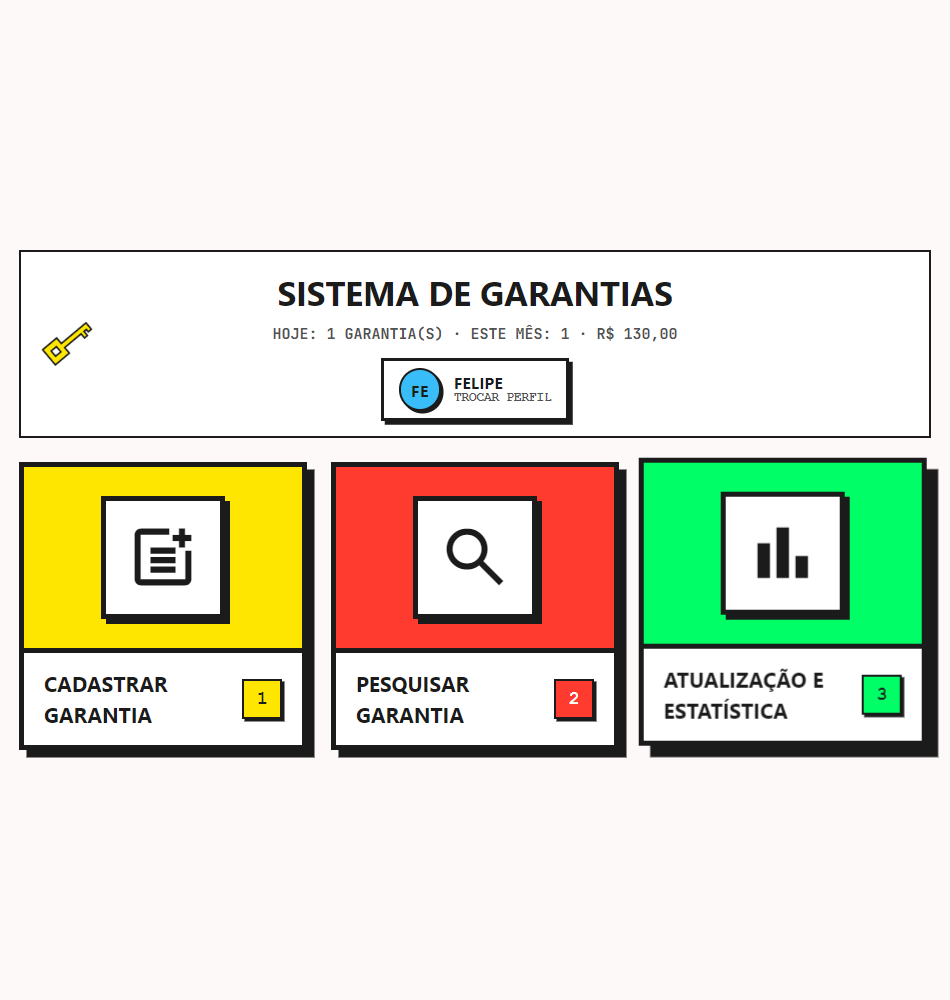 SISTEMA DE GARANTIAS
HOJE: 1 GARANTIA(S) · ESTE MÊS: 1 · R$ 130,00
FE
FELIPE
TROCAR PERFIL
CADASTRAR
GARANTIA
1
PESQUISAR
GARANTIA
2
ATUALIZAÇÃO E
ESTATÍSTICA
3